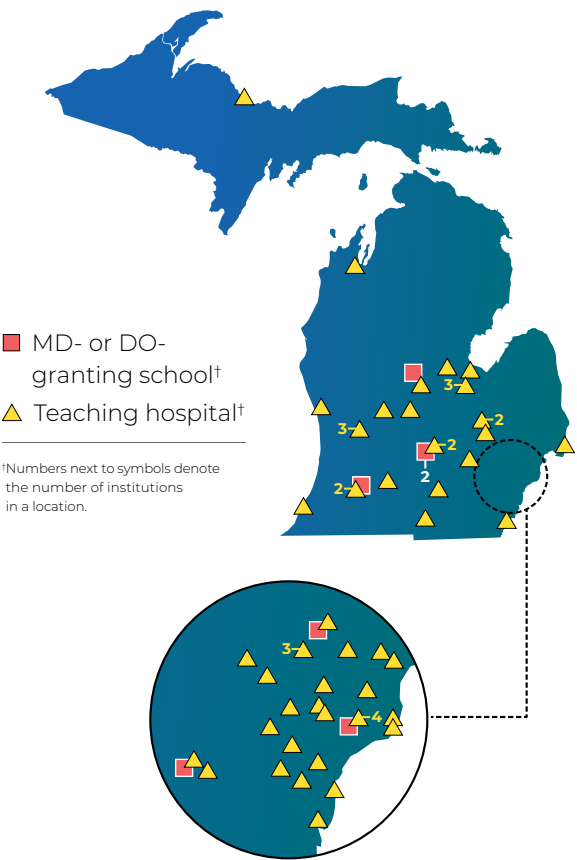 MD- or DO-
granting school†
Teaching hospital†
†Numbers next to symbols denote
the number of institutions
in a location.
3
2
3
2
2
2
3
4